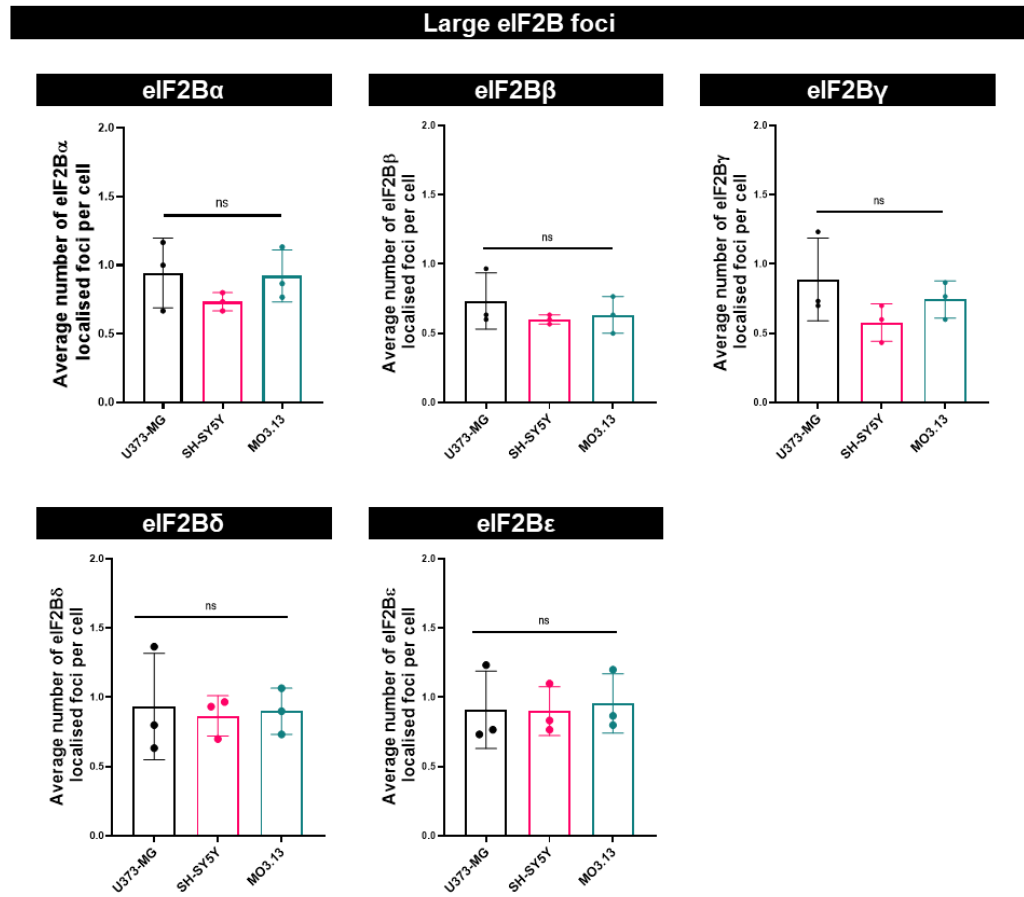 Large eIF2B foci
eIF2Bα
Average number of eIF2Bα
localised foci per cell
2.0
1.5
1.0
0.5
0.0
ns
U373-MG
SH-SY5Y
MO3.13
eIF2Bβ
Average number of eIF2Bβ
localised foci per cell
2.0
1.5
1.0
0.5
0.0
ns
U373-MG
SH-SY5Y
MO3.13
eIF2Bγ
Average number of eIF2Bγ
localised foci per cell
2.0
1.5
1.0
0.5
0.0
ns
U373-MG
SH-SY5Y
MO3.13
eIF2Bδ
Average number of eIF2Bδ
localised foci per cell
2.0
1.5
1.0
0.5
0.0
ns
U373-MG
SH-SY5Y
MO3.13
eIF2Bε
Average number of eIF2Bε
localised foci per cell
2.0
1.5
1.0
0.5
0.0
ns
U373-MG
SH-SY5Y
MO3.13